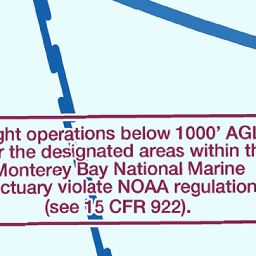 ght operations below 1000' AGL
r the designated areas within th
Monterey Bay National Marine
ctuary violate NOAA regulation
(see 15 CFR 922).